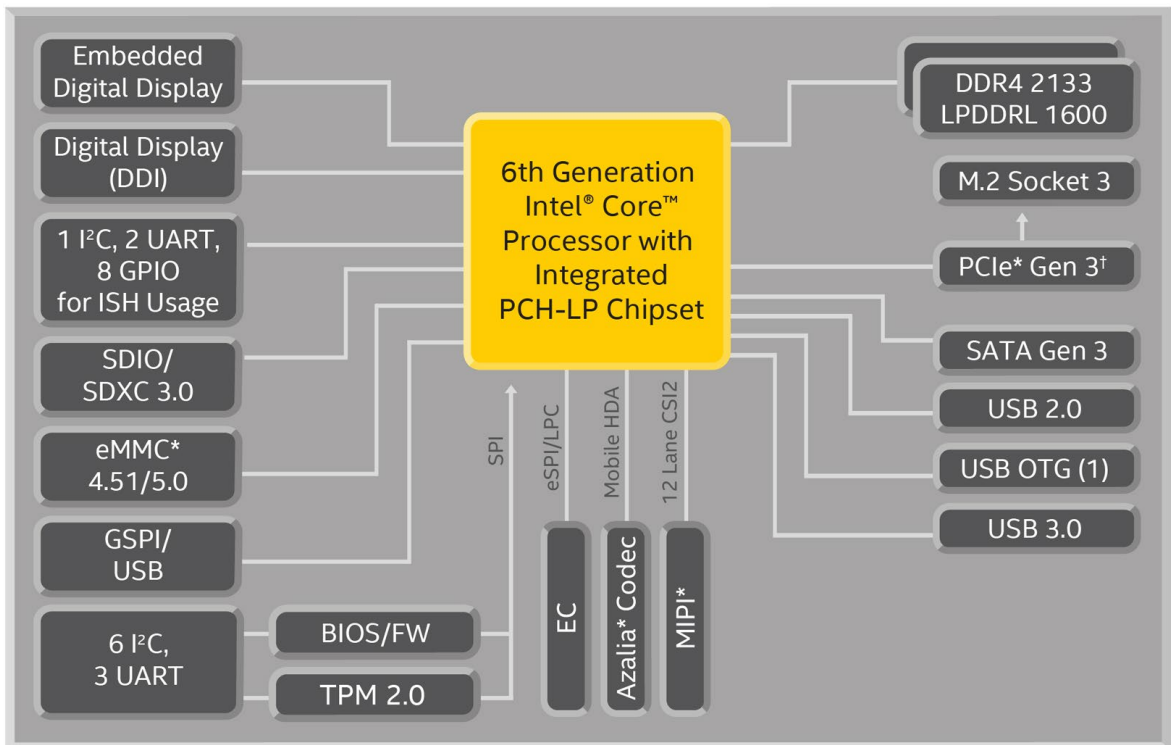 Embedded
Digital Display
Digital Display
(DDI)
1 I²C, 2 UART,
8 GPIO
for ISH Usage
SDIO/
SDXC 3.0
eMMC*
4.51/5.0
GSPI/
USB
6 I²C,
3 UART
BIOS/FW
TPM 2.0
6th Generation
Intel® Core™
Processor with
Integrated
PCH-LP Chipset
SPI
eSPI/LPC
Mobile HDA
12 Lane CSI2
EC
Azalia* Codec
MIPI*
DDR4 2133
LPDDRL 1600
M.2 Socket 3
PCIe* Gen 3†
SATA Gen 3
USB 2.0
USB OTG (1)
USB 3.0